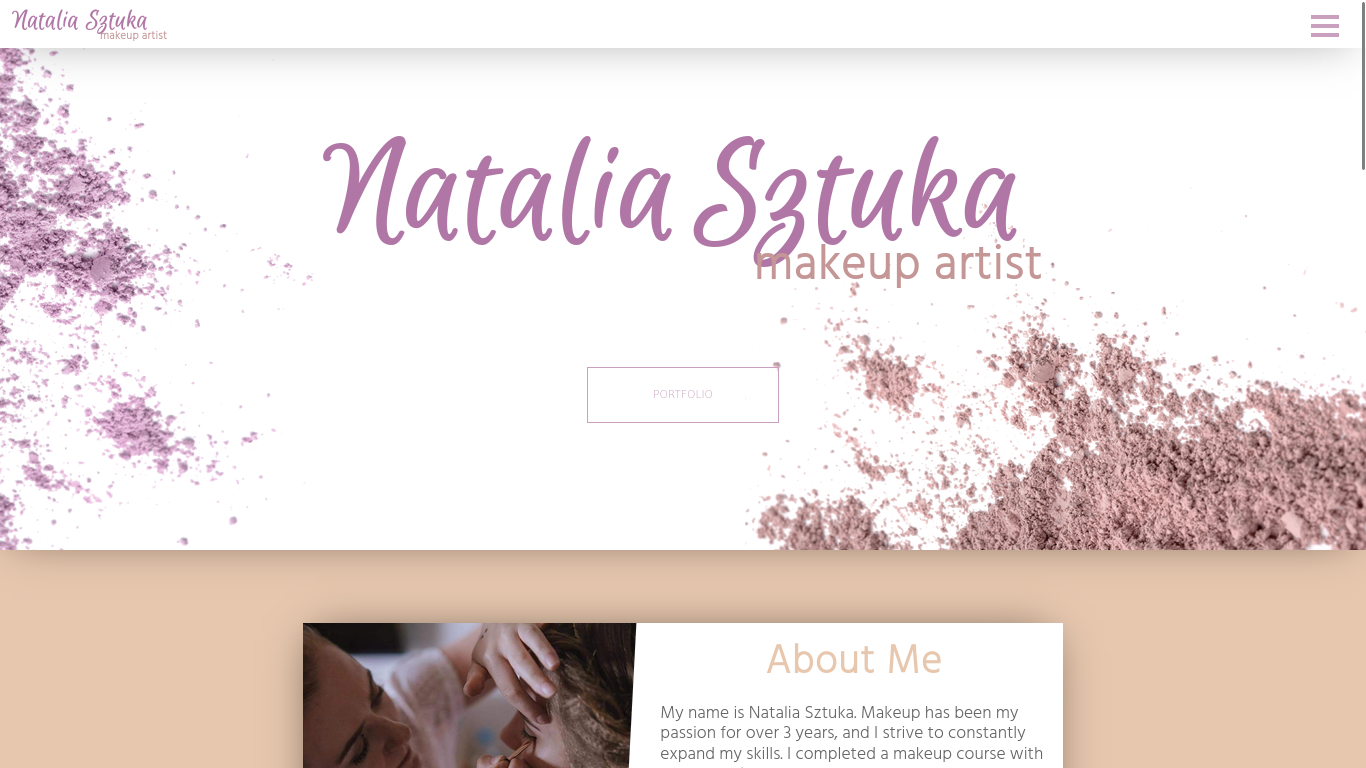 Natalia Sztuka
makeup artist
Natalia Sztuka
makeup artist
PORTFOLIO
About Me
My name is Natalia Sztuka. Makeup has been my
passion for over 3 years, and I strive to constantly
expand my skills. I completed a makeup course with